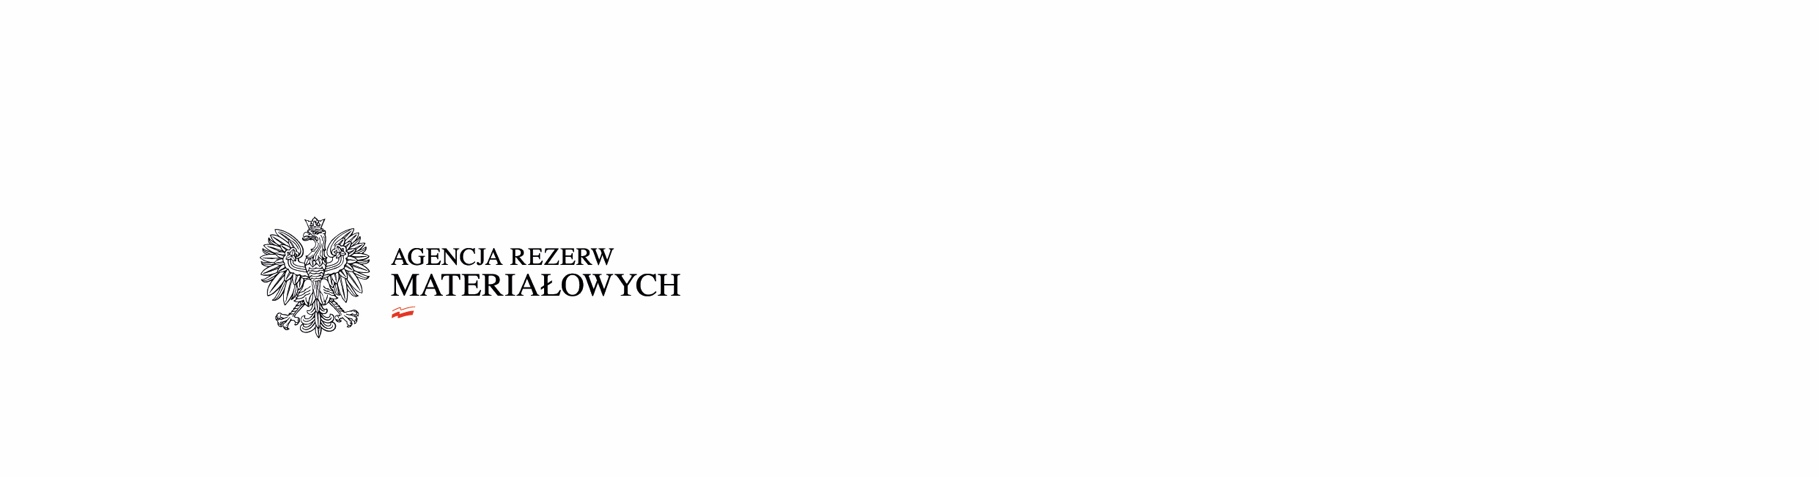 AGENCJA REZERW
MATERIAŁOWYCH